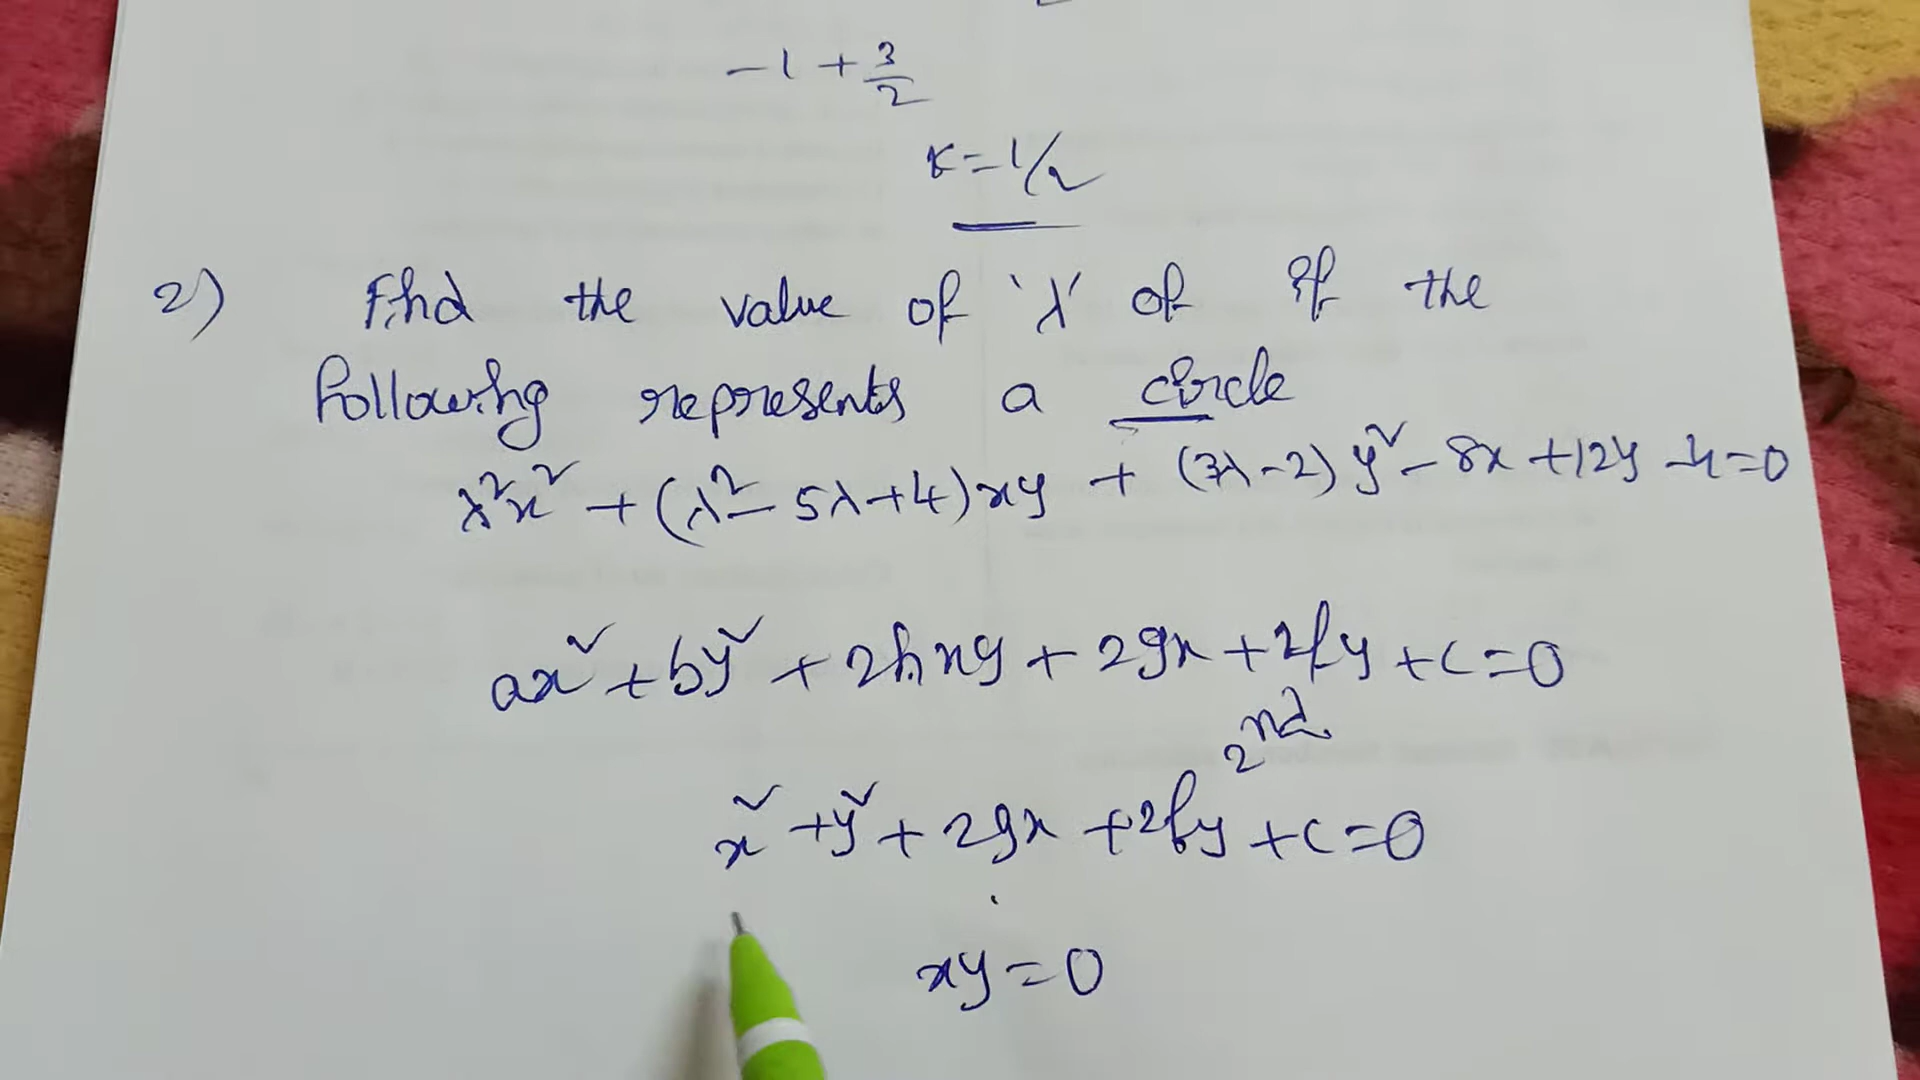 -1 + 3/2
k = 1/2
2) Find the value of 'λ' of if the
following represents a circle
λ²x² + (λ² - 5λ + 4)xy + (3λ - 2) y² - 8x + 12y - 4 = 0
ax² + by² + 2hxy + 2gx + 2fy + c = 0
2nd
x² + y² + 2gx + 2fy + c = 0
xy = 0